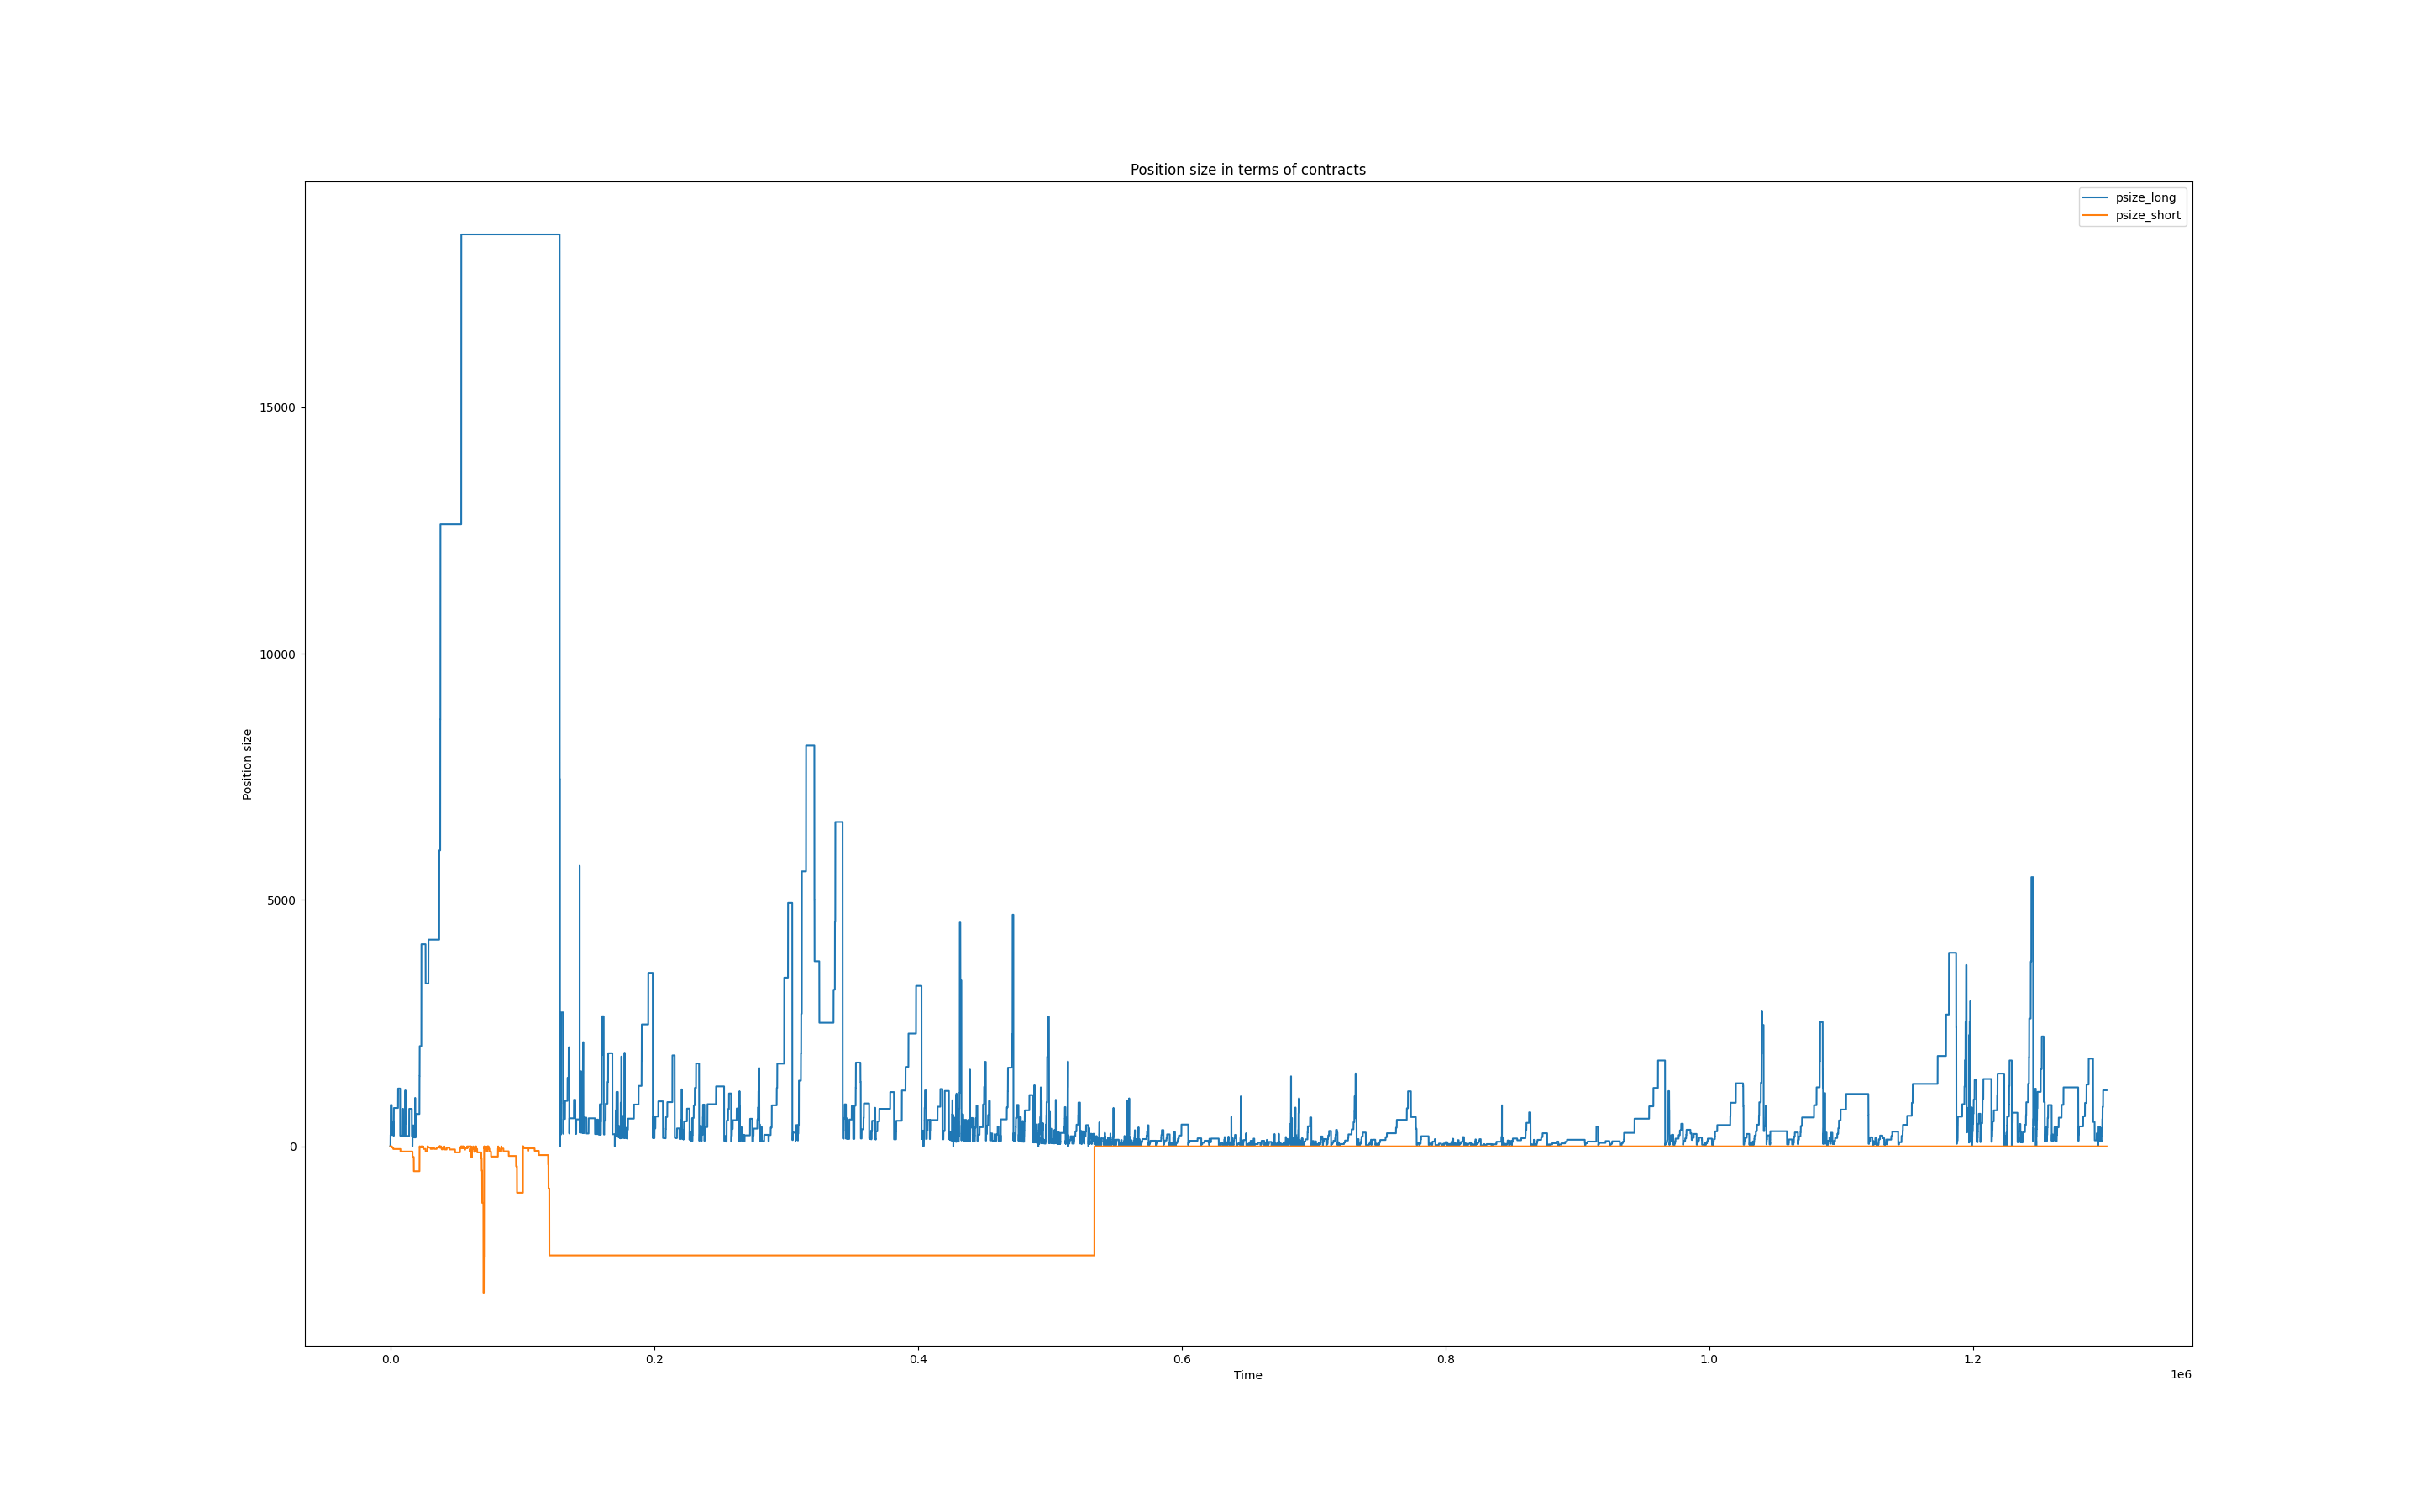 Position size in terms of contracts
psize_long
psize_short
Position size
15000
10000
5000
0
0.0 0.2 0.4 0.6 0.8 1.0 1.2
Time
1e6